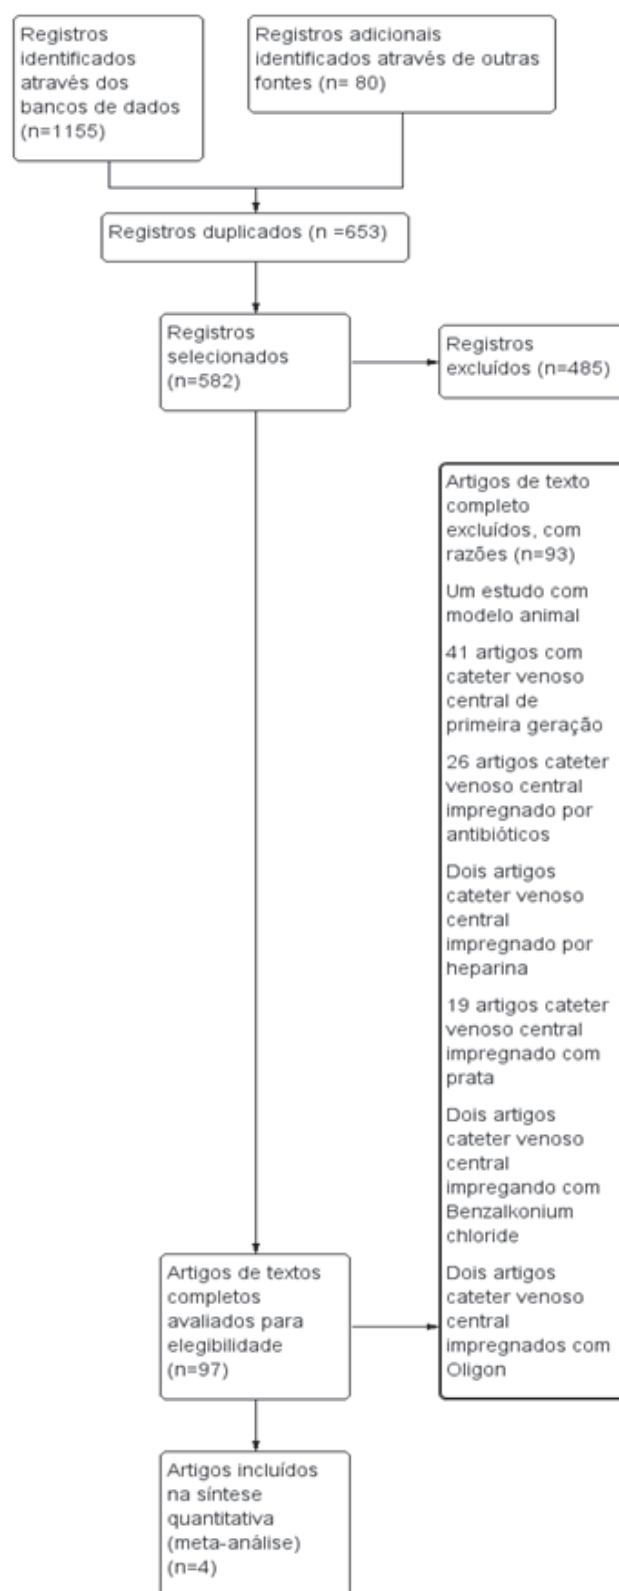 Registros
identificados
através dos
bancos de dados
(n=1155)
Registros adicionais
identificados através de outras
fontes (n= 80)
Registros duplicados (n =653)
Registros
selecionados
(n=582)
Registros
excluídos (n=485)
Artigos de texto
completo
excluídos, com
razões (n=93)
Um estudo com
modelo animal
41 artigos com
cateter venoso
central de
primeira geração
26 artigos cateter
venoso central
impregnado por
antibióticos
Dois artigos
cateter venoso
central
impregnado por
heparina
19 artigos cateter
venoso central
impregnado com
prata
Dois artigos
cateter venoso
central
impregando com
Benzalkonium
chloride
Dois artigos
cateter venoso
central
impregnados com
Oligon
Artigos de textos
completos
avaliados para
elegibilidade
(n=97)
Artigos incluídos
na síntese
quantitativa
(meta-análise)
(n=4)